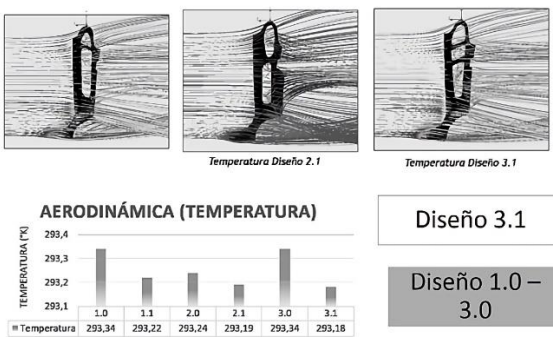 Temperatura Diseño 2.1
Temperatura Diseño 3.1
AERODINÁMICA (TEMPERATURA)
TEMPERATURA (°K)
293,4
293,3
293,2
293,1
1.0 1.1 2.0 2.1 3.0 3.1
Temperatura 293,34 293,22 293,24 293,19 293,34 293,18
Diseño 3.1
Diseño 1.0 –
3.0